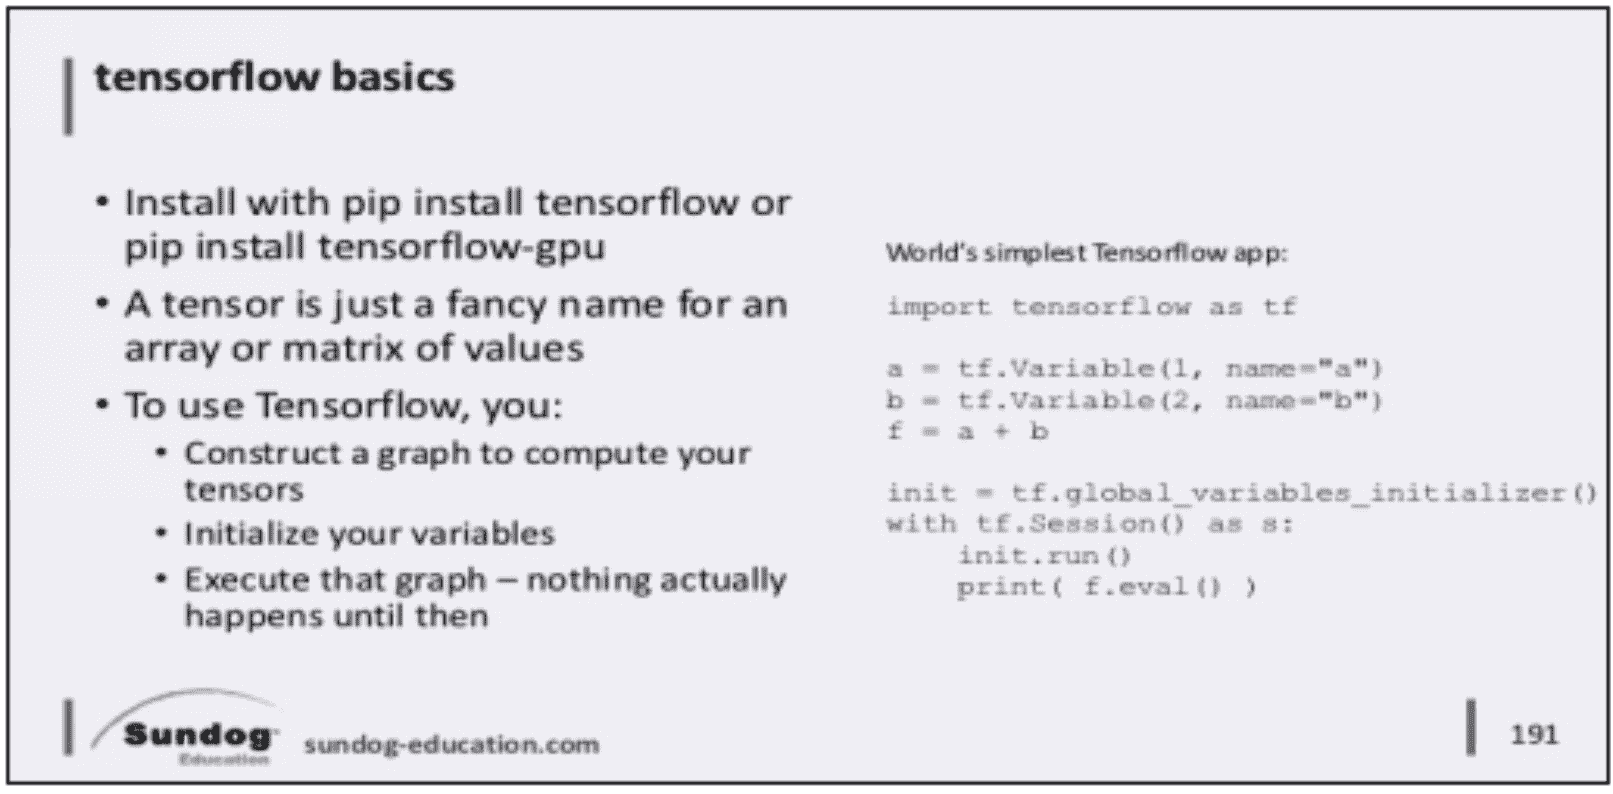 tensorflow basics
• Install with pip install tensorflow or
pip install tensorflow-gpu
• A tensor is just a fancy name for an
array or matrix of values
• To use Tensorflow, you:
• Construct a graph to compute your
tensors
• Initialize your variables
• Execute that graph – nothing actually
happens until then
World's simplest Tensorflow app:
import tensorflow as tf
a = tf.Variable(1, name="a")
b = tf.Variable(2, name="b")
f = a + b
init = tf.global_variables_initializer()
with tf.Session() as s:
    init.run()
    print( f.eval() )
Sundog
Education
sundog-education.com
191